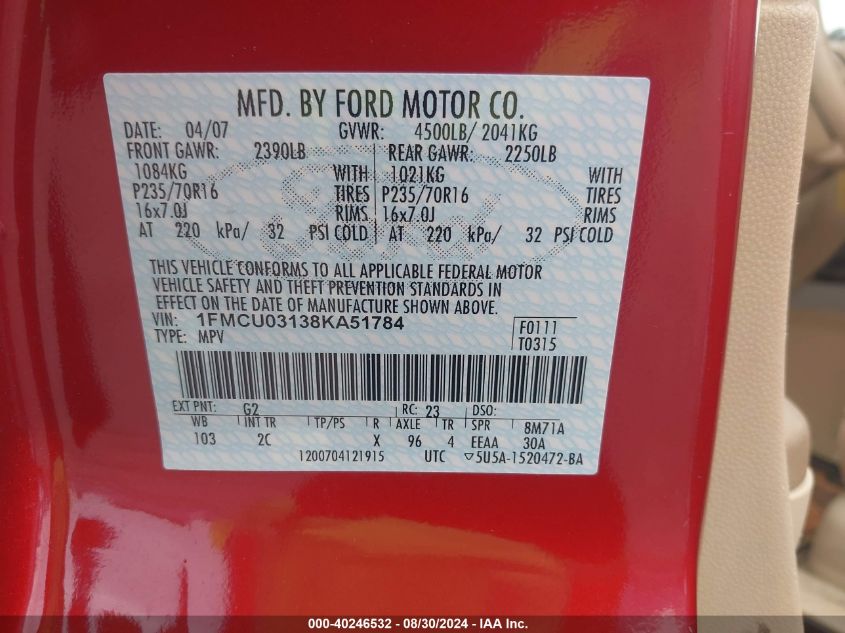 MFD. BY FORD MOTOR CO.
DATE: 04/07 GVWR: 4500LB/ 2041KG
FRONT GAWR: 2390LB REAR GAWR: 2250LB
1084KG WITH 1021KG WITH
P235/70R16 TIRES P235/70R16 TIRES
16x7.0J RIMS 16x7.0J RIMS
AT 220 kPa/ 32 PSI COLD AT 220 kPa/ 32 PSI COLD
THIS VEHICLE CONFORMS TO ALL APPLICABLE FEDERAL MOTOR
VEHICLE SAFETY AND THEFT PREVENTION STANDARDS IN
EFFECT ON THE DATE OF MANUFACTURE SHOWN ABOVE.
VIN: 1FMCU03138KA51784 F0111
TYPE: MPV T0315
EXT PNT: G2 RC: 23 DSO:
WB INT TR TP/PS R AXLE TR SPR 8M71A
103 2C X 96 4 EEAA 30A
1200704121915 UTC ▽5U5A-1520472-BA
000-40246532 - 08/30/2024 - IAA Inc.